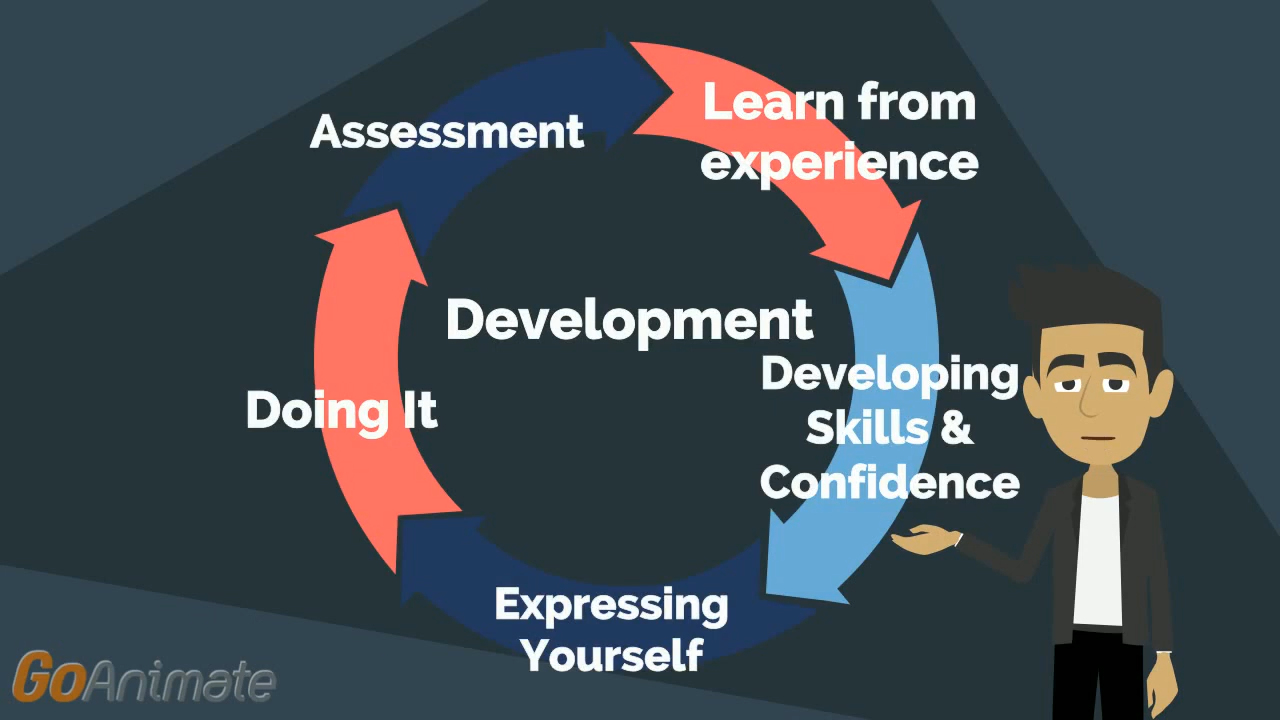 Assessment
Learn from
experience
Development
Developing
Skills &
Confidence
Doing It
Expressing
Yourself
GoAnimate